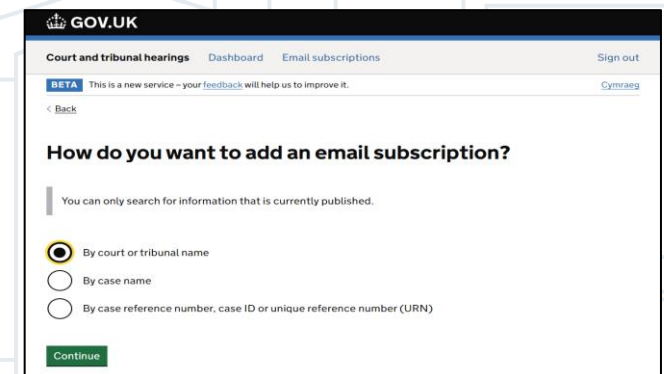 GOV.UK
Court and tribunal hearings Dashboard Email subscriptions Sign out
BETA This is a new service – your feedback will help us to improve it. Cymraeg
< Back
How do you want to add an email subscription?
You can only search for information that is currently published.
By court or tribunal name
By case name
By case reference number, case ID or unique reference number (URN)
Continue